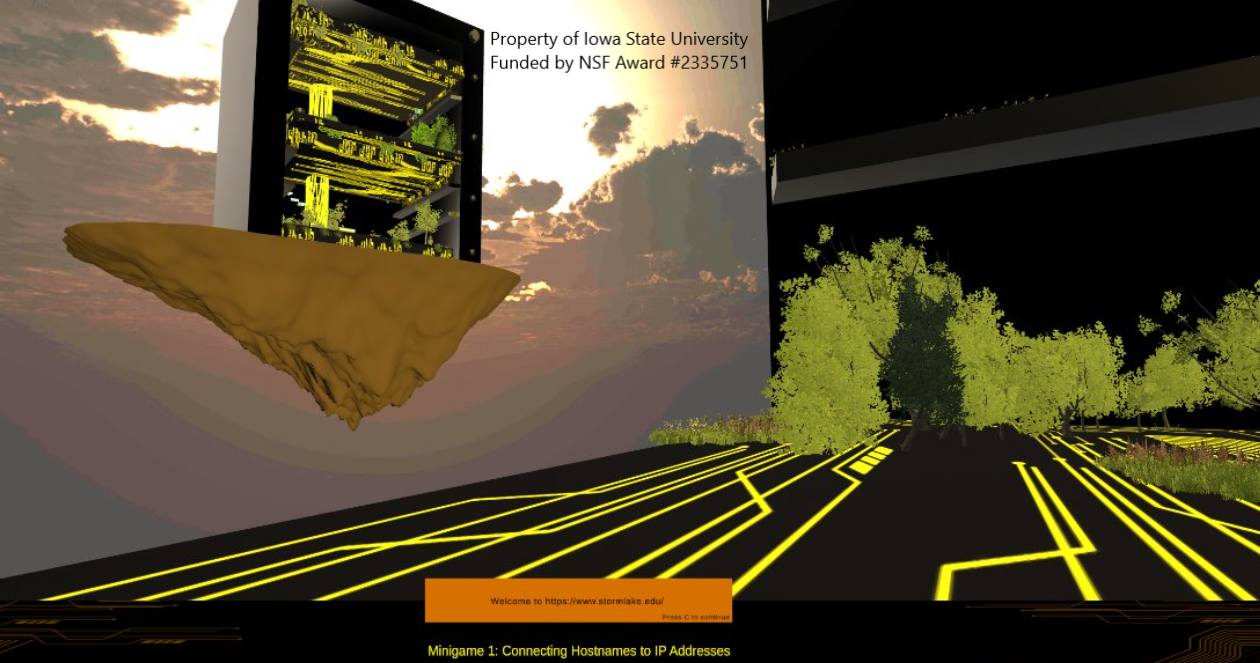 Property of Iowa State University
Funded by NSF Award #2335751
Welcome to https://www.stormlake.edu/
Press C to continue
Minigame 1: Connecting Hostnames to IP Addresses